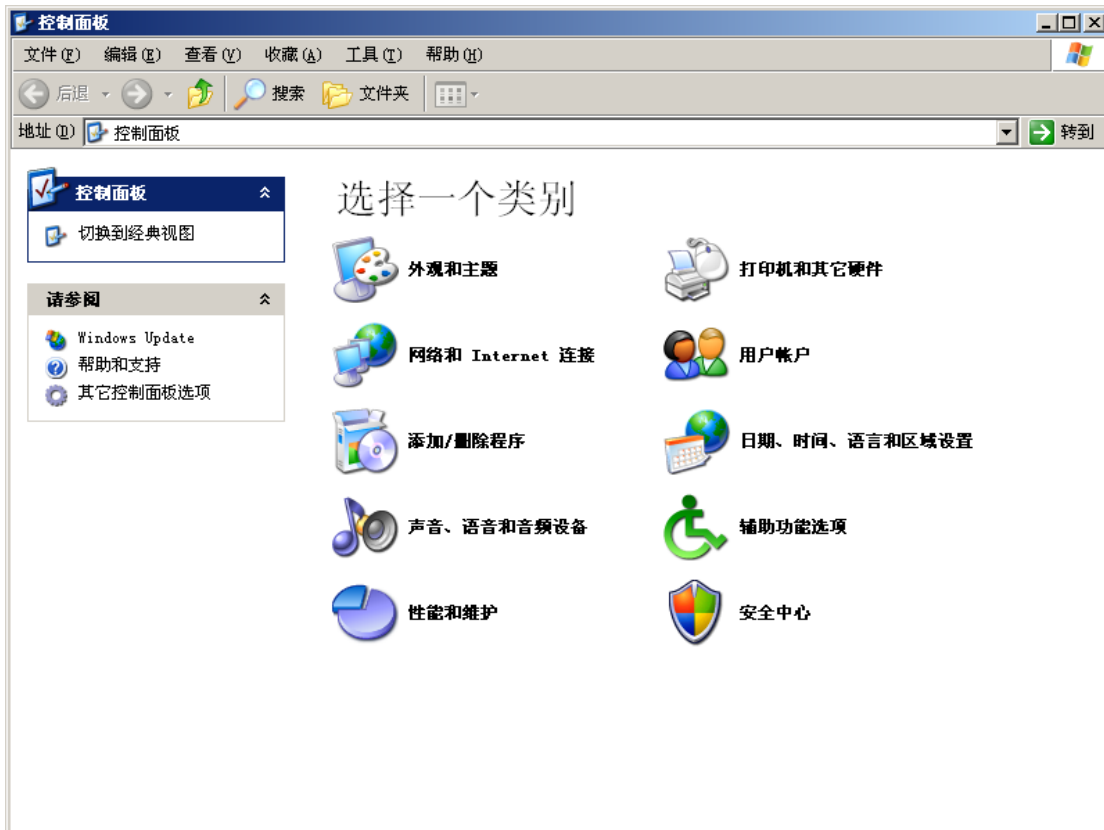 控制面板
文件(F) 编辑(E) 查看(V) 收藏(A) 工具(T) 帮助(H)
后退 搜索 文件夹
地址(D) 控制面板 转到
控制面板
切换到经典视图
请参阅
Windows Update
帮助和支持
其它控制面板选项
选择一个类别
外观和主题 打印机和其它硬件
网络和 Internet 连接 用户帐户
添加/删除程序 日期、时间、语言和区域设置
声音、语音和音频设备 辅助功能选项
性能和维护 安全中心